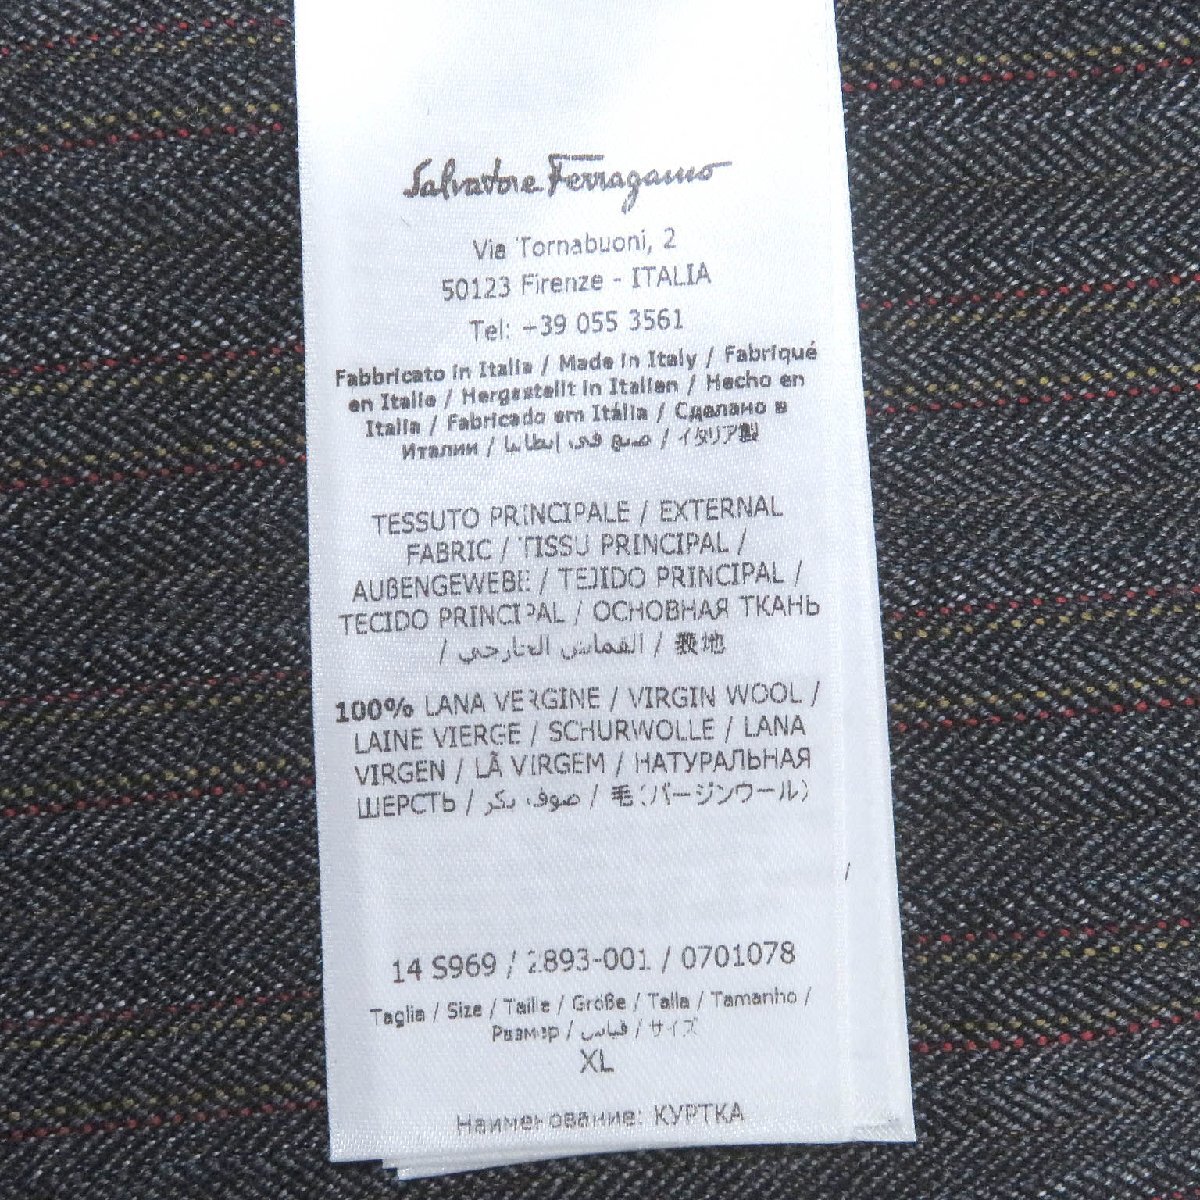 Salvatore Ferragamo
Via Tornabuoni, 2
50123 Firenze - ITALIA
Tel: +39 055 3561
Fabbricato in Italia / Made in Italy / Fabriqué
en Italie / Hergestellt in Italien / Hecho en
Italia / Fabricado em Itália / Сделано в
Италии / صنع في إيطاليا / イタリア製
TESSUTO PRINCIPALE / EXTERNAL
FABRIC / TISSU PRINCIPAL /
AUßENGEWEBE / TEJIDO PRINCIPAL /
TECIDO PRINCIPAL / ОСНОВНАЯ ТКАНЬ
/ القماش الخارجي / 表地
100% LANA VERGINE / VIRGIN WOOL /
LAINE VIERGE / SCHURWOLLE / LANA
VIRGEN / LÃ VIRGEM / НАТУРАЛЬНАЯ
ШЕРСТЬ / صوف بكر / 毛(バージンウール)
14 S969 / 2893-001 / 0701078
Taglia / Size / Taille / Größe / Talla / Tamanho /
Размер / قياس / サイズ
XL
Наименование: КУРТКА